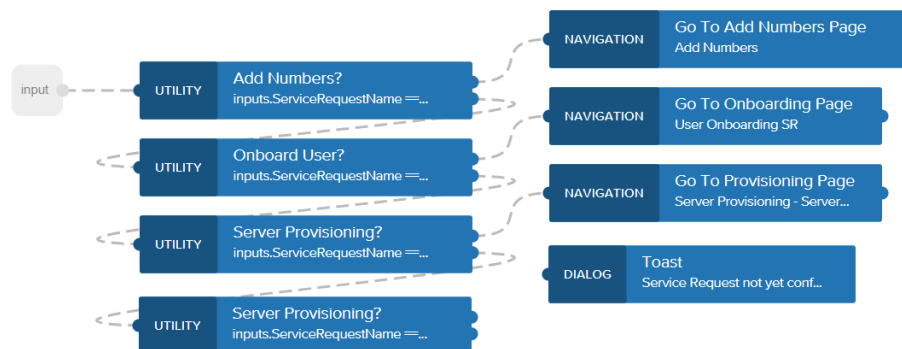 input
UTILITY
Add Numbers?
inputs.ServiceRequestName ==...
NAVIGATION
Go To Add Numbers Page
Add Numbers
UTILITY
Onboard User?
inputs.ServiceRequestName ==...
NAVIGATION
Go To Onboarding Page
User Onboarding SR
UTILITY
Server Provisioning?
inputs.ServiceRequestName ==...
NAVIGATION
Go To Provisioning Page
Server Provisioning - Server...
DIALOG
Toast
Service Request not yet conf...
UTILITY
Server Provisioning?
inputs.ServiceRequestName ==...